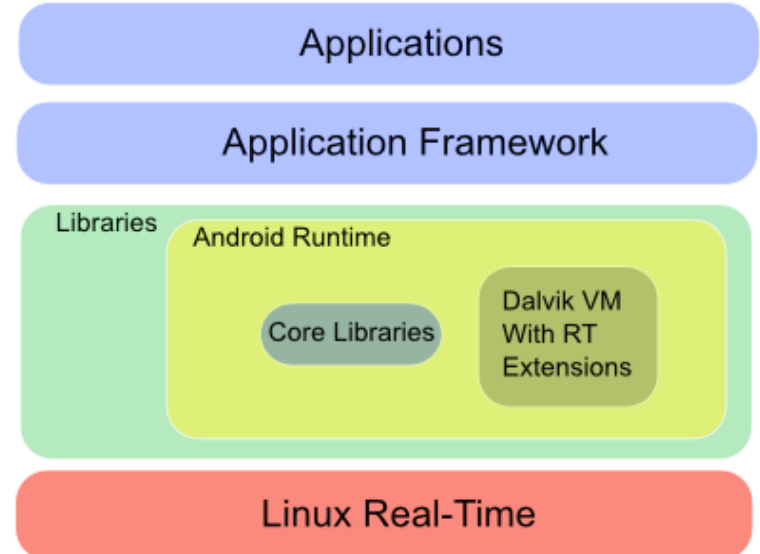 Applications
Application Framework
Libraries
Android Runtime
Core Libraries
Dalvik VM
With RT
Extensions
Linux Real-Time